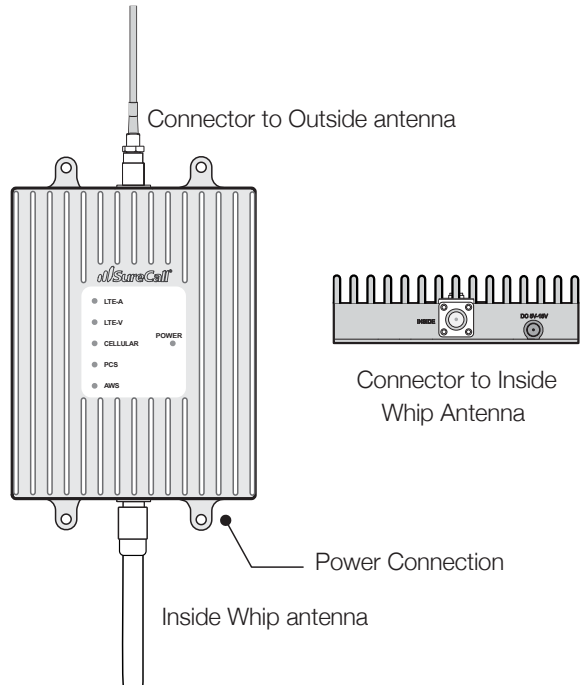 Connector to Outside antenna
SureCall®
LTE-A
LTE-V
CELLULAR
POWER
PCS
AWS
INSIDE
DC 5V-15V
Connector to Inside
Whip Antenna
Power Connection
Inside Whip antenna